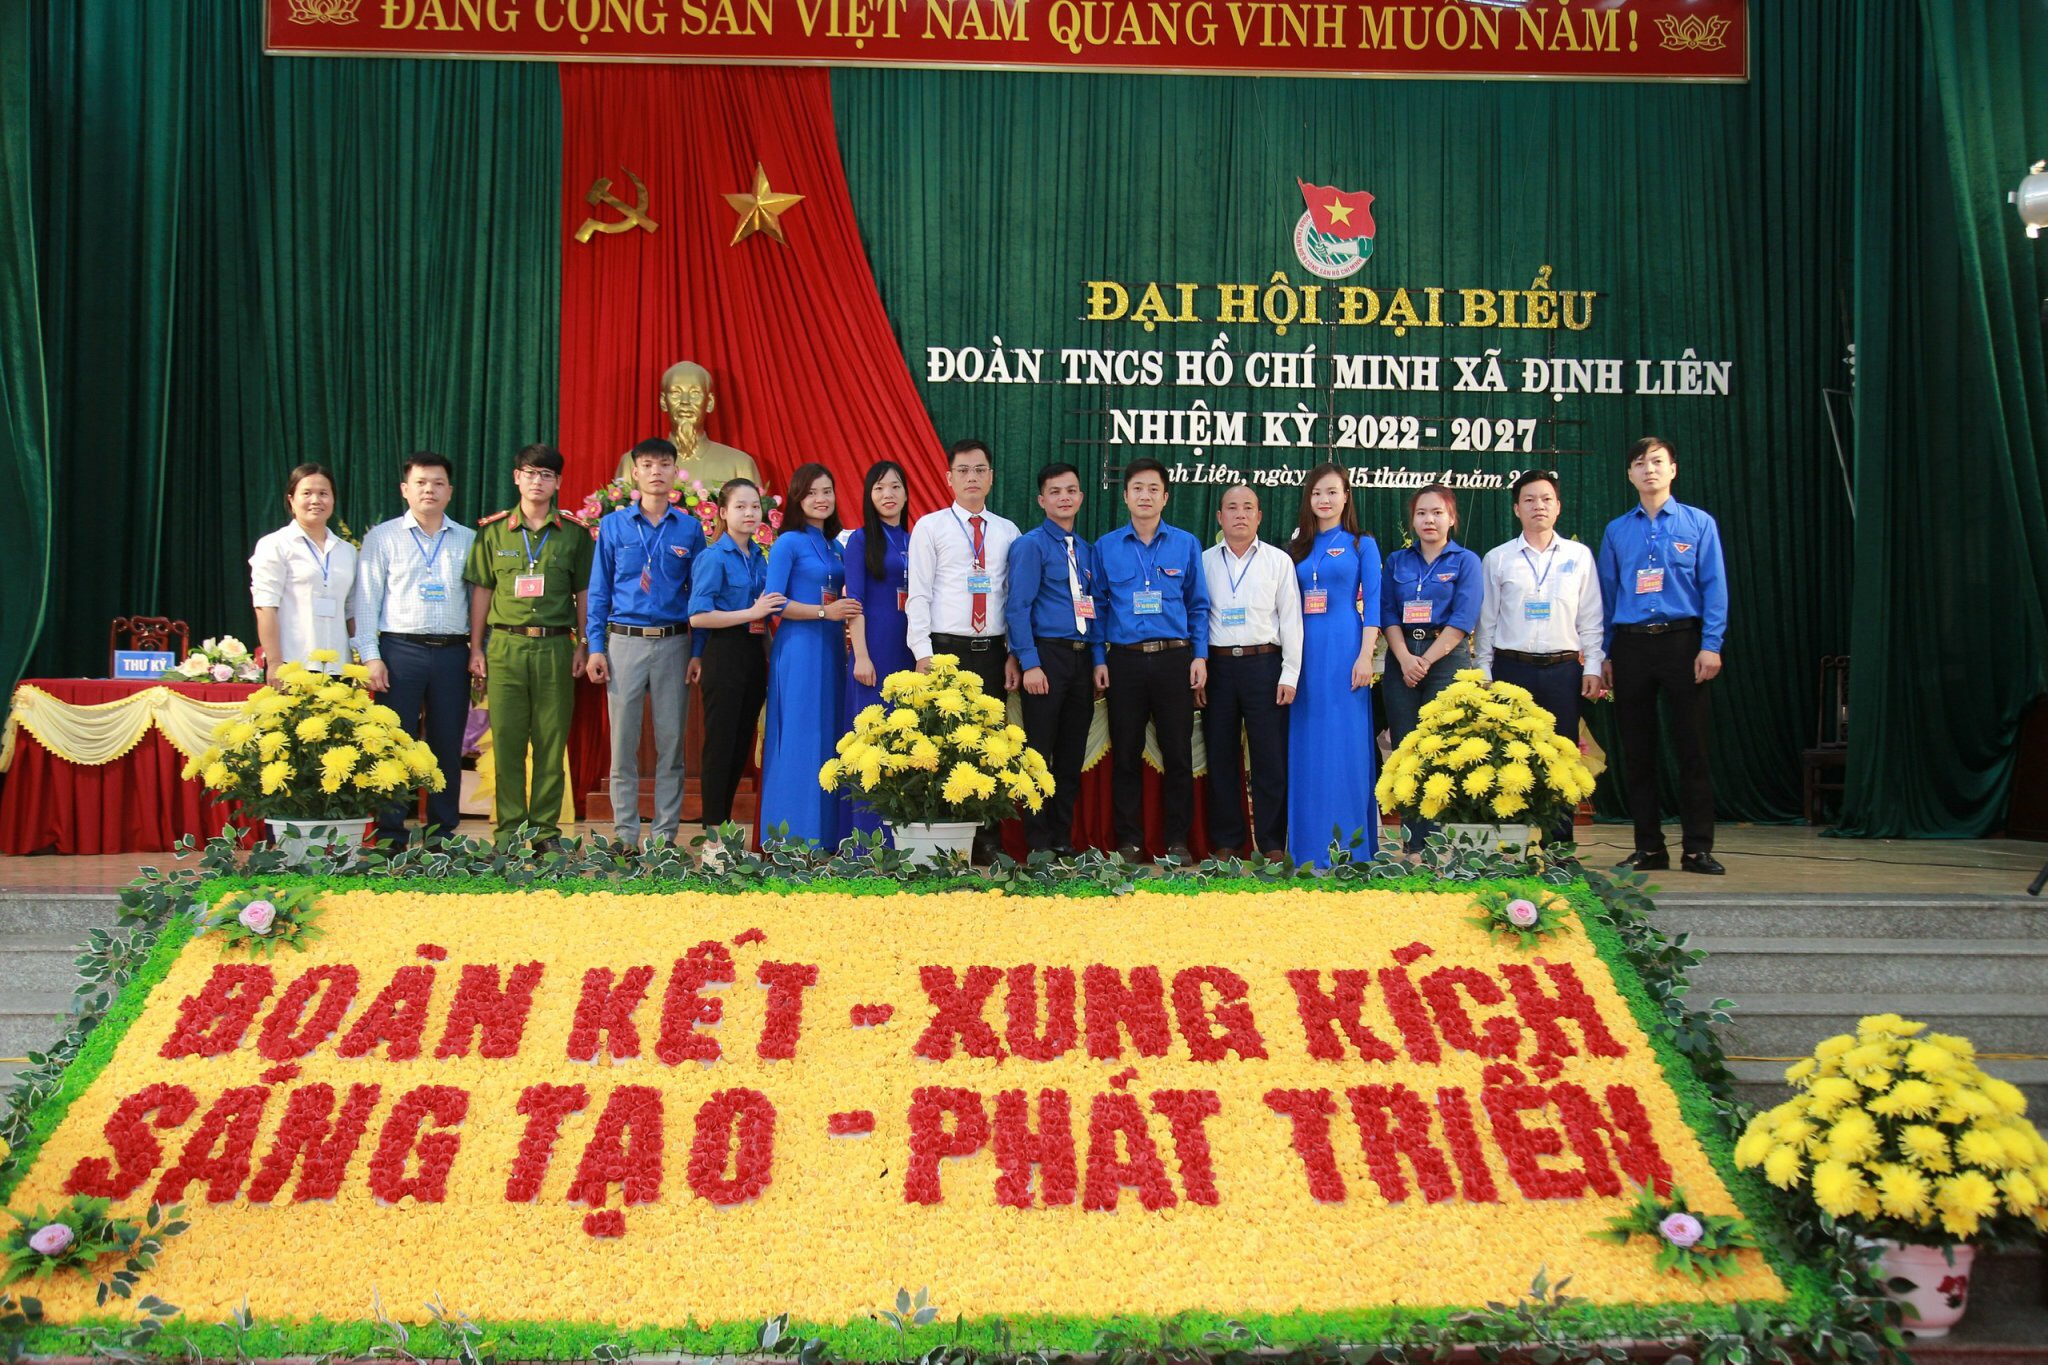 ĐẢNG CỘNG SẢN VIỆT NAM QUANG VINH MUÔN NĂM!
ĐẠI HỘI ĐẠI BIỂU
ĐOÀN TNCS HỒ CHÍ MINH XÃ ĐỊNH LIÊN
NHIỆM KỲ 2022 - 2027
Liên, ngày 15 tháng 4 năm
THƯ KÝ
ĐOÀN KẾT - XUNG KÍCH
SÁNG TẠO - PHÁT TRIỂN